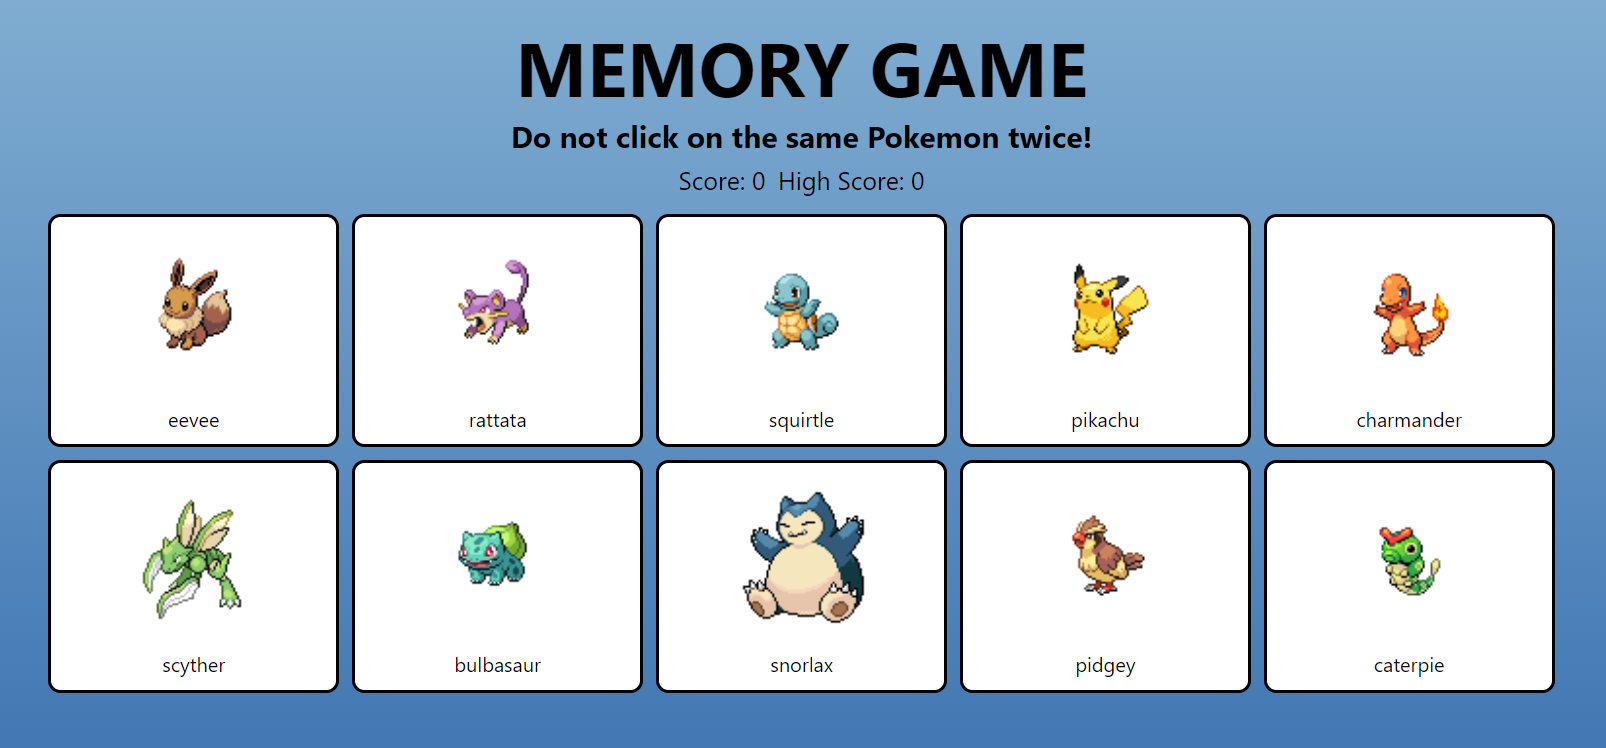 MEMORY GAME
Do not click on the same Pokemon twice!
Score: 0 High Score: 0
eevee
rattata
squirtle
pikachu
charmander
scyther
bulbasaur
snorlax
pidgey
caterpie